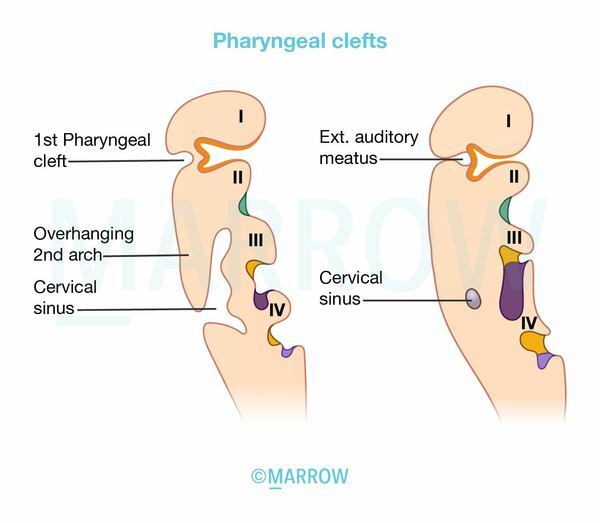 Pharyngeal clefts
I
1st Pharyngeal
cleft
II
Overhanging
2nd arch
III
Cervical
sinus
IV
I
Ext. auditory
meatus
II
III
Cervical
sinus
IV
MARROW
©MARROW